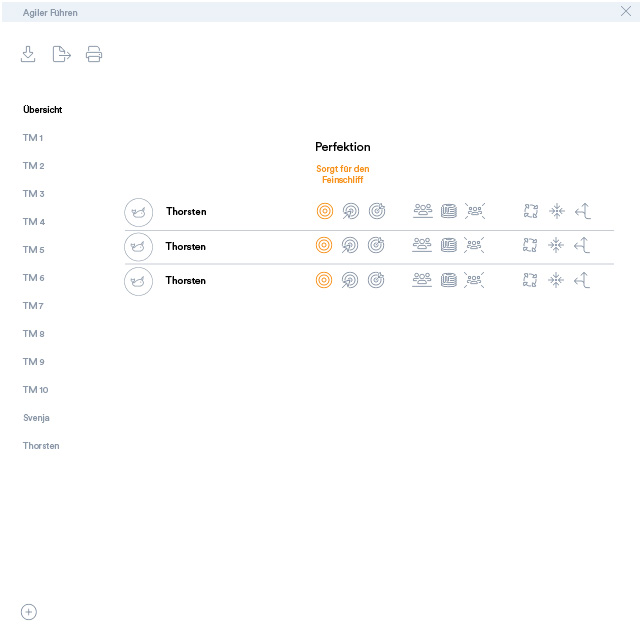 Agiler Führen
Übersicht
TM 1
TM 2
TM 3
TM 4
TM 5
TM 6
TM 7
TM 8
TM 9
TM 10
Svenja
Thorsten
Perfektion
Sorgt für den
Feinschliff
Thorsten
Thorsten
Thorsten